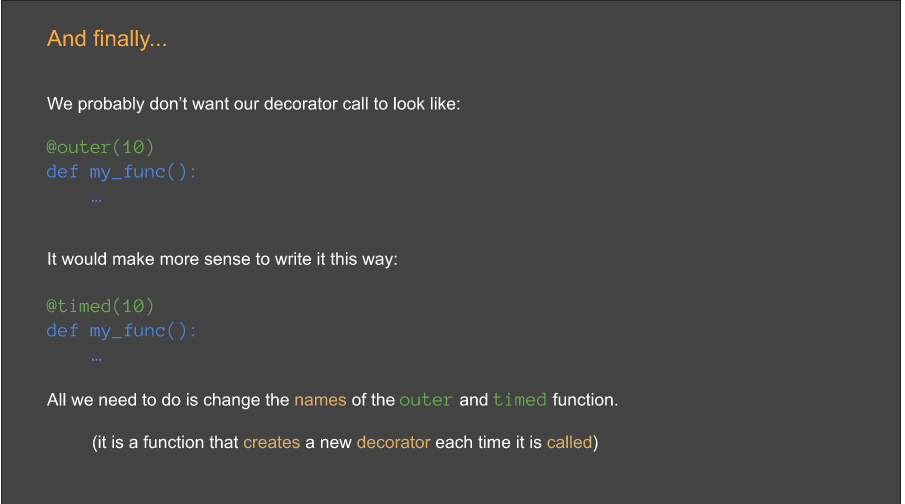 And finally...
We probably don't want our decorator call to look like:
@outer(10)
def my_func():
…
It would make more sense to write it this way:
@timed(10)
def my_func():
…
All we need to do is change the names of the outer and timed function.
(it is a function that creates a new decorator each time it is called)